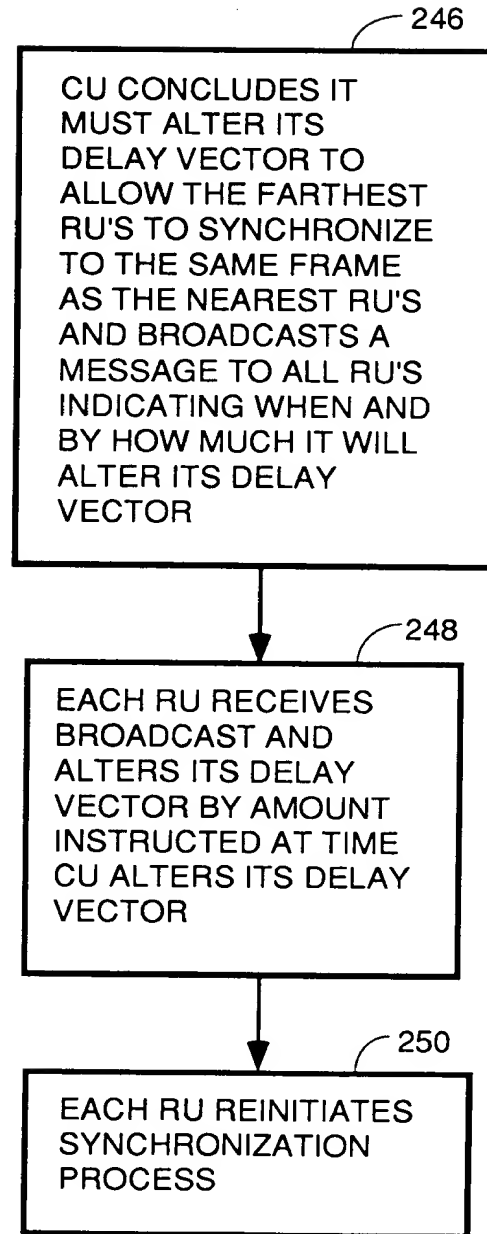 246
CU CONCLUDES IT
MUST ALTER ITS
DELAY VECTOR TO
ALLOW THE FARTHEST
RU'S TO SYNCHRONIZE
TO THE SAME FRAME
AS THE NEAREST RU'S
AND BROADCASTS A
MESSAGE TO ALL RU'S
INDICATING WHEN AND
BY HOW MUCH IT WILL
ALTER ITS DELAY
VECTOR
248
EACH RU RECEIVES
BROADCAST AND
ALTERS ITS DELAY
VECTOR BY AMOUNT
INSTRUCTED AT TIME
CU ALTERS ITS DELAY
VECTOR
250
EACH RU REINITIATES
SYNCHRONIZATION
PROCESS